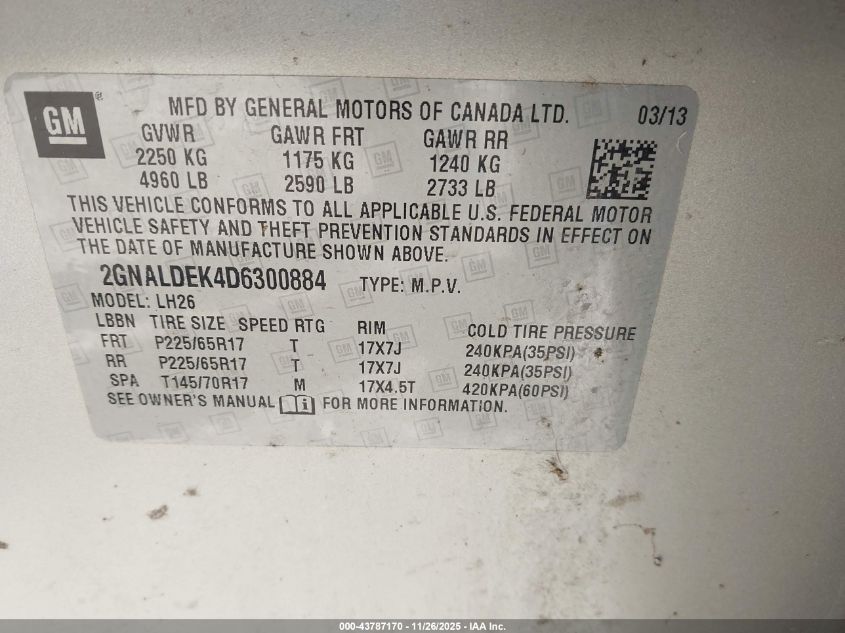 GM ® MFD BY GENERAL MOTORS OF CANADA LTD. 03/13
GVWR GAWR FRT GAWR RR
2250 KG 1175 KG 1240 KG
4960 LB 2590 LB 2733 LB
THIS VEHICLE CONFORMS TO ALL APPLICABLE U.S. FEDERAL MOTOR
VEHICLE SAFETY AND THEFT PREVENTION STANDARDS IN EFFECT ON
THE DATE OF MANUFACTURE SHOWN ABOVE.
2GNALDEK4D6300884 TYPE: M.P.V.
MODEL: LH26
LBBN TIRE SIZE SPEED RTG RIM COLD TIRE PRESSURE
FRT P225/65R17 T 17X7J 240KPA(35PSI)
RR P225/65R17 T 17X7J 240KPA(35PSI)
SPA T145/70R17 M 17X4.5T 420KPA(60PSI)
SEE OWNER'S MANUAL i FOR MORE INFORMATION.
000-43787170 - 11/26/2025 - IAA Inc.